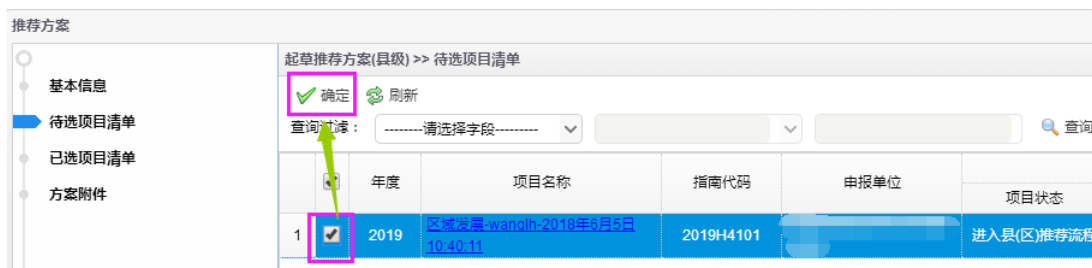 推荐方案
基本信息
待选项目清单
已选项目清单
方案附件
起草推荐方案(县级) >> 待选项目清单
确定 刷新
查询过滤： --------请选择字段--------- 查询
年度 项目名称 指南代码 申报单位 项目状态
1 2019 区域发展-wanglh-2018年6月5日 2019H4101 进入县(区)推荐流程
10:40:11